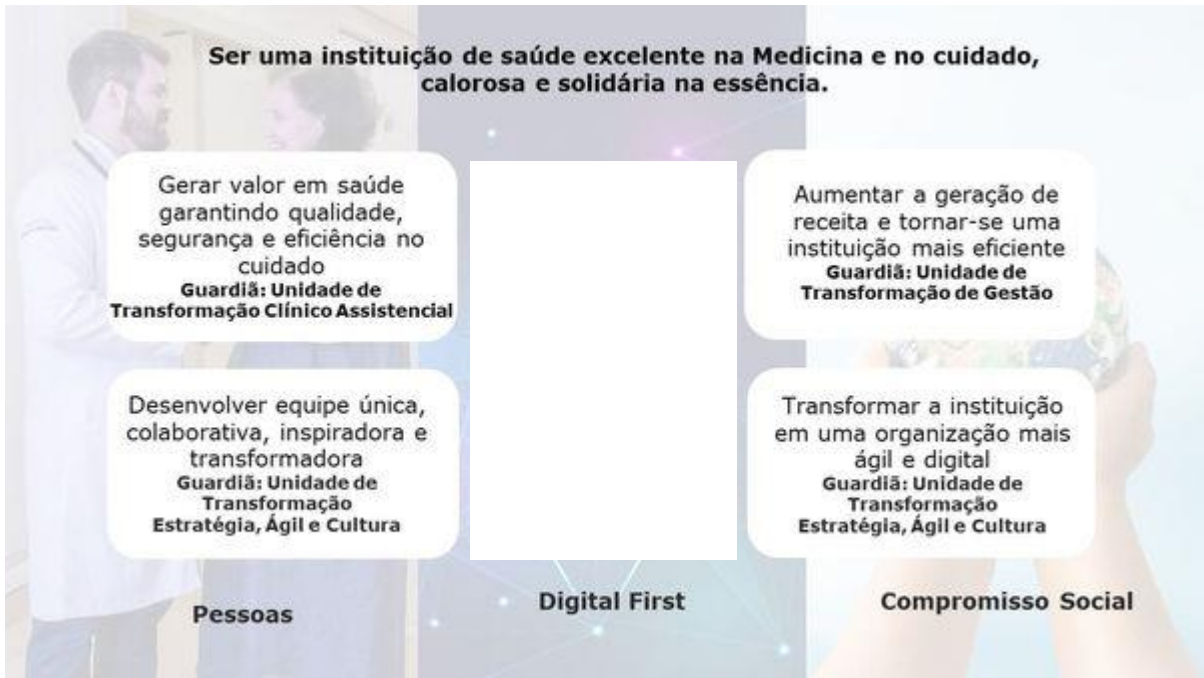 Ser uma instituição de saúde excelente na Medicina e no cuidado,
calorosa e solidária na essência.
Gerar valor em saúde
garantindo qualidade,
segurança e eficiência no
cuidado
Guardiã: Unidade de
Transformação Clínico Assistencial
Aumentar a geração de
receita e tornar-se uma
instituição mais eficiente
Guardiã: Unidade de
Transformação de Gestão
Desenvolver equipe única,
colaborativa, inspiradora e
transformadora
Guardiã: Unidade de
Transformação
Estratégia, Ágil e Cultura
Transformar a instituição
em uma organização mais
ágil e digital
Guardiã: Unidade de
Transformação
Estratégia, Ágil e Cultura
Pessoas
Digital First
Compromisso Social